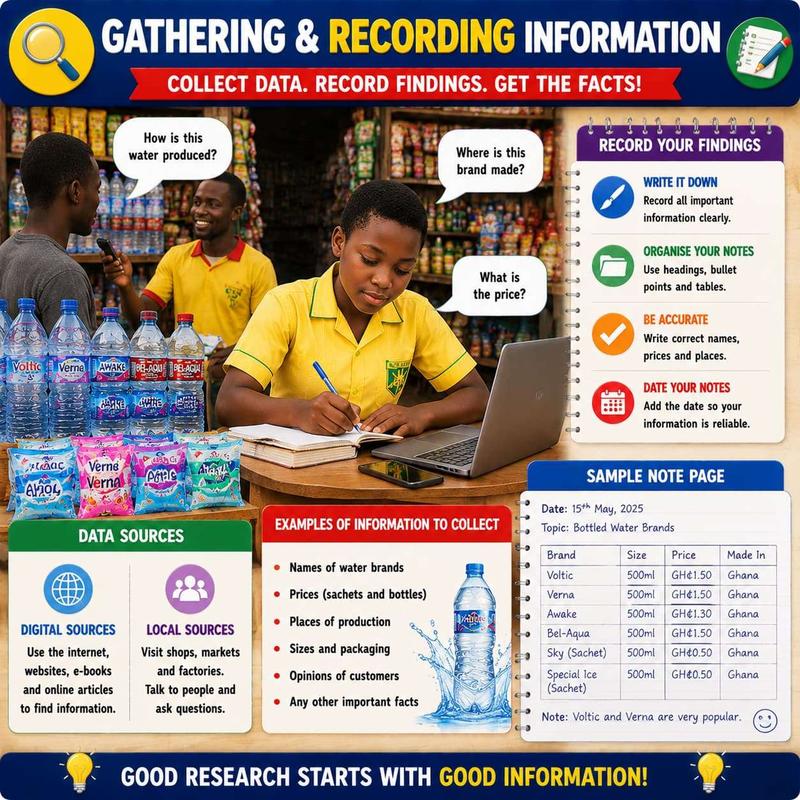 GATHERING & RECORDING INFORMATION
COLLECT DATA. RECORD FINDINGS. GET THE FACTS!
How is this
water produced?
Where is this
brand made?
What is
the price?
Voltic
Verna
AWAKE
BEL-AQUA
BEL-AQUA
Verna
Verna
RECORD YOUR FINDINGS
WRITE IT DOWN
Record all important
information clearly.
ORGANISE YOUR NOTES
Use headings, bullet
points and tables.
BE ACCURATE
Write correct names,
prices and places.
DATE YOUR NOTES
Add the date so your
information is reliable.
DATA SOURCES
DIGITAL SOURCES
Use the internet,
websites, e-books
and online articles
to find information.
LOCAL SOURCES
Visit shops, markets
and factories.
Talk to people and
ask questions.
EXAMPLES OF INFORMATION TO COLLECT
• Names of water brands
• Prices (sachets and bottles)
• Places of production
• Sizes and packaging
• Opinions of customers
• Any other important facts
SAMPLE NOTE PAGE
Date: 15th May, 2025
Topic: Bottled Water Brands
Brand Size Price Made In
Voltic 500ml GH₵1.50 Ghana
Verna 500ml GH₵1.50 Ghana
Awake 500ml GH₵1.30 Ghana
Bel-Aqua 500ml GH₵1.50 Ghana
Sky (Sachet) 500ml GH₵0.50 Ghana
Special Ice 500ml GH₵0.50 Ghana
(Sachet)
Note: Voltic and Verna are very popular.
GOOD RESEARCH STARTS WITH GOOD INFORMATION!